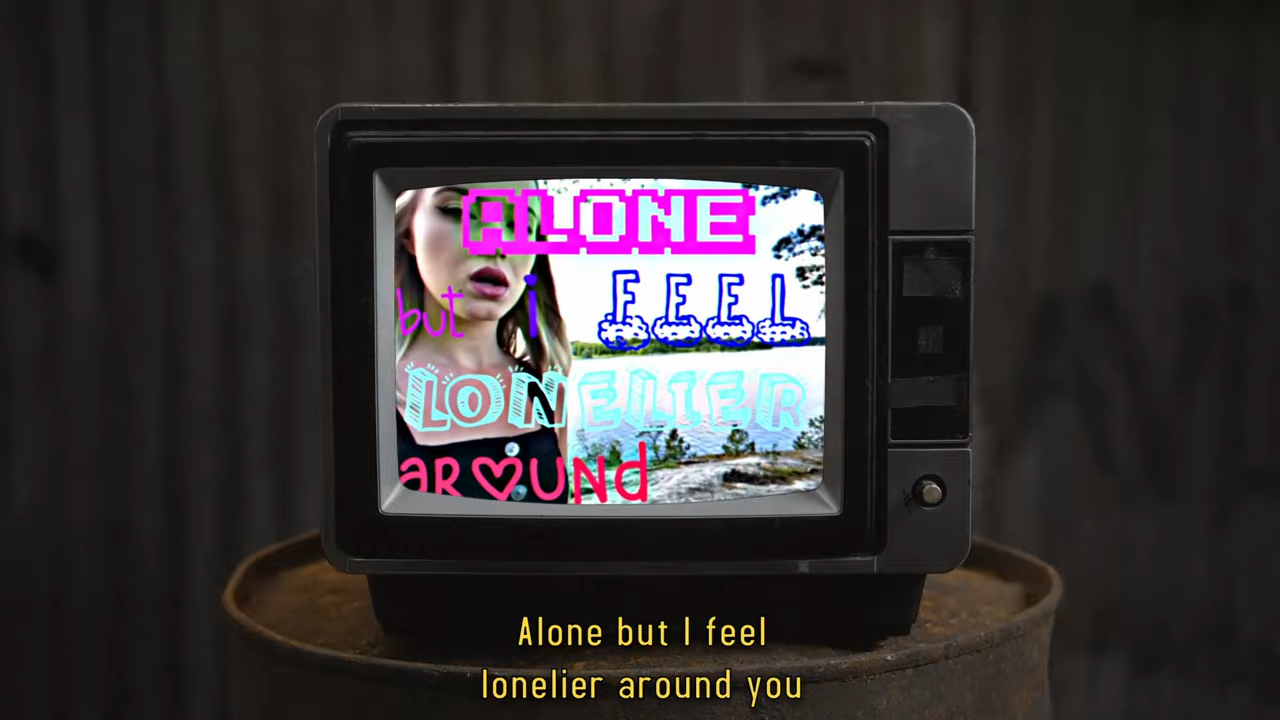 ALONE
but i FEEL
LONELIER
aROUNd
Alone but I feel
lonelier around you